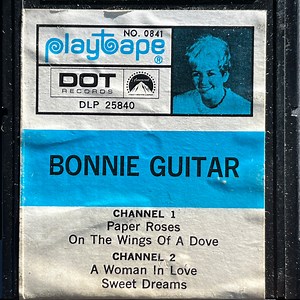 NO. 0841
playtape®
DOT
RECORDS
DLP 25840
BONNIE GUITAR
CHANNEL 1
Paper Roses
On The Wings Of A Dove
CHANNEL 2
A Woman In Love
Sweet Dreams